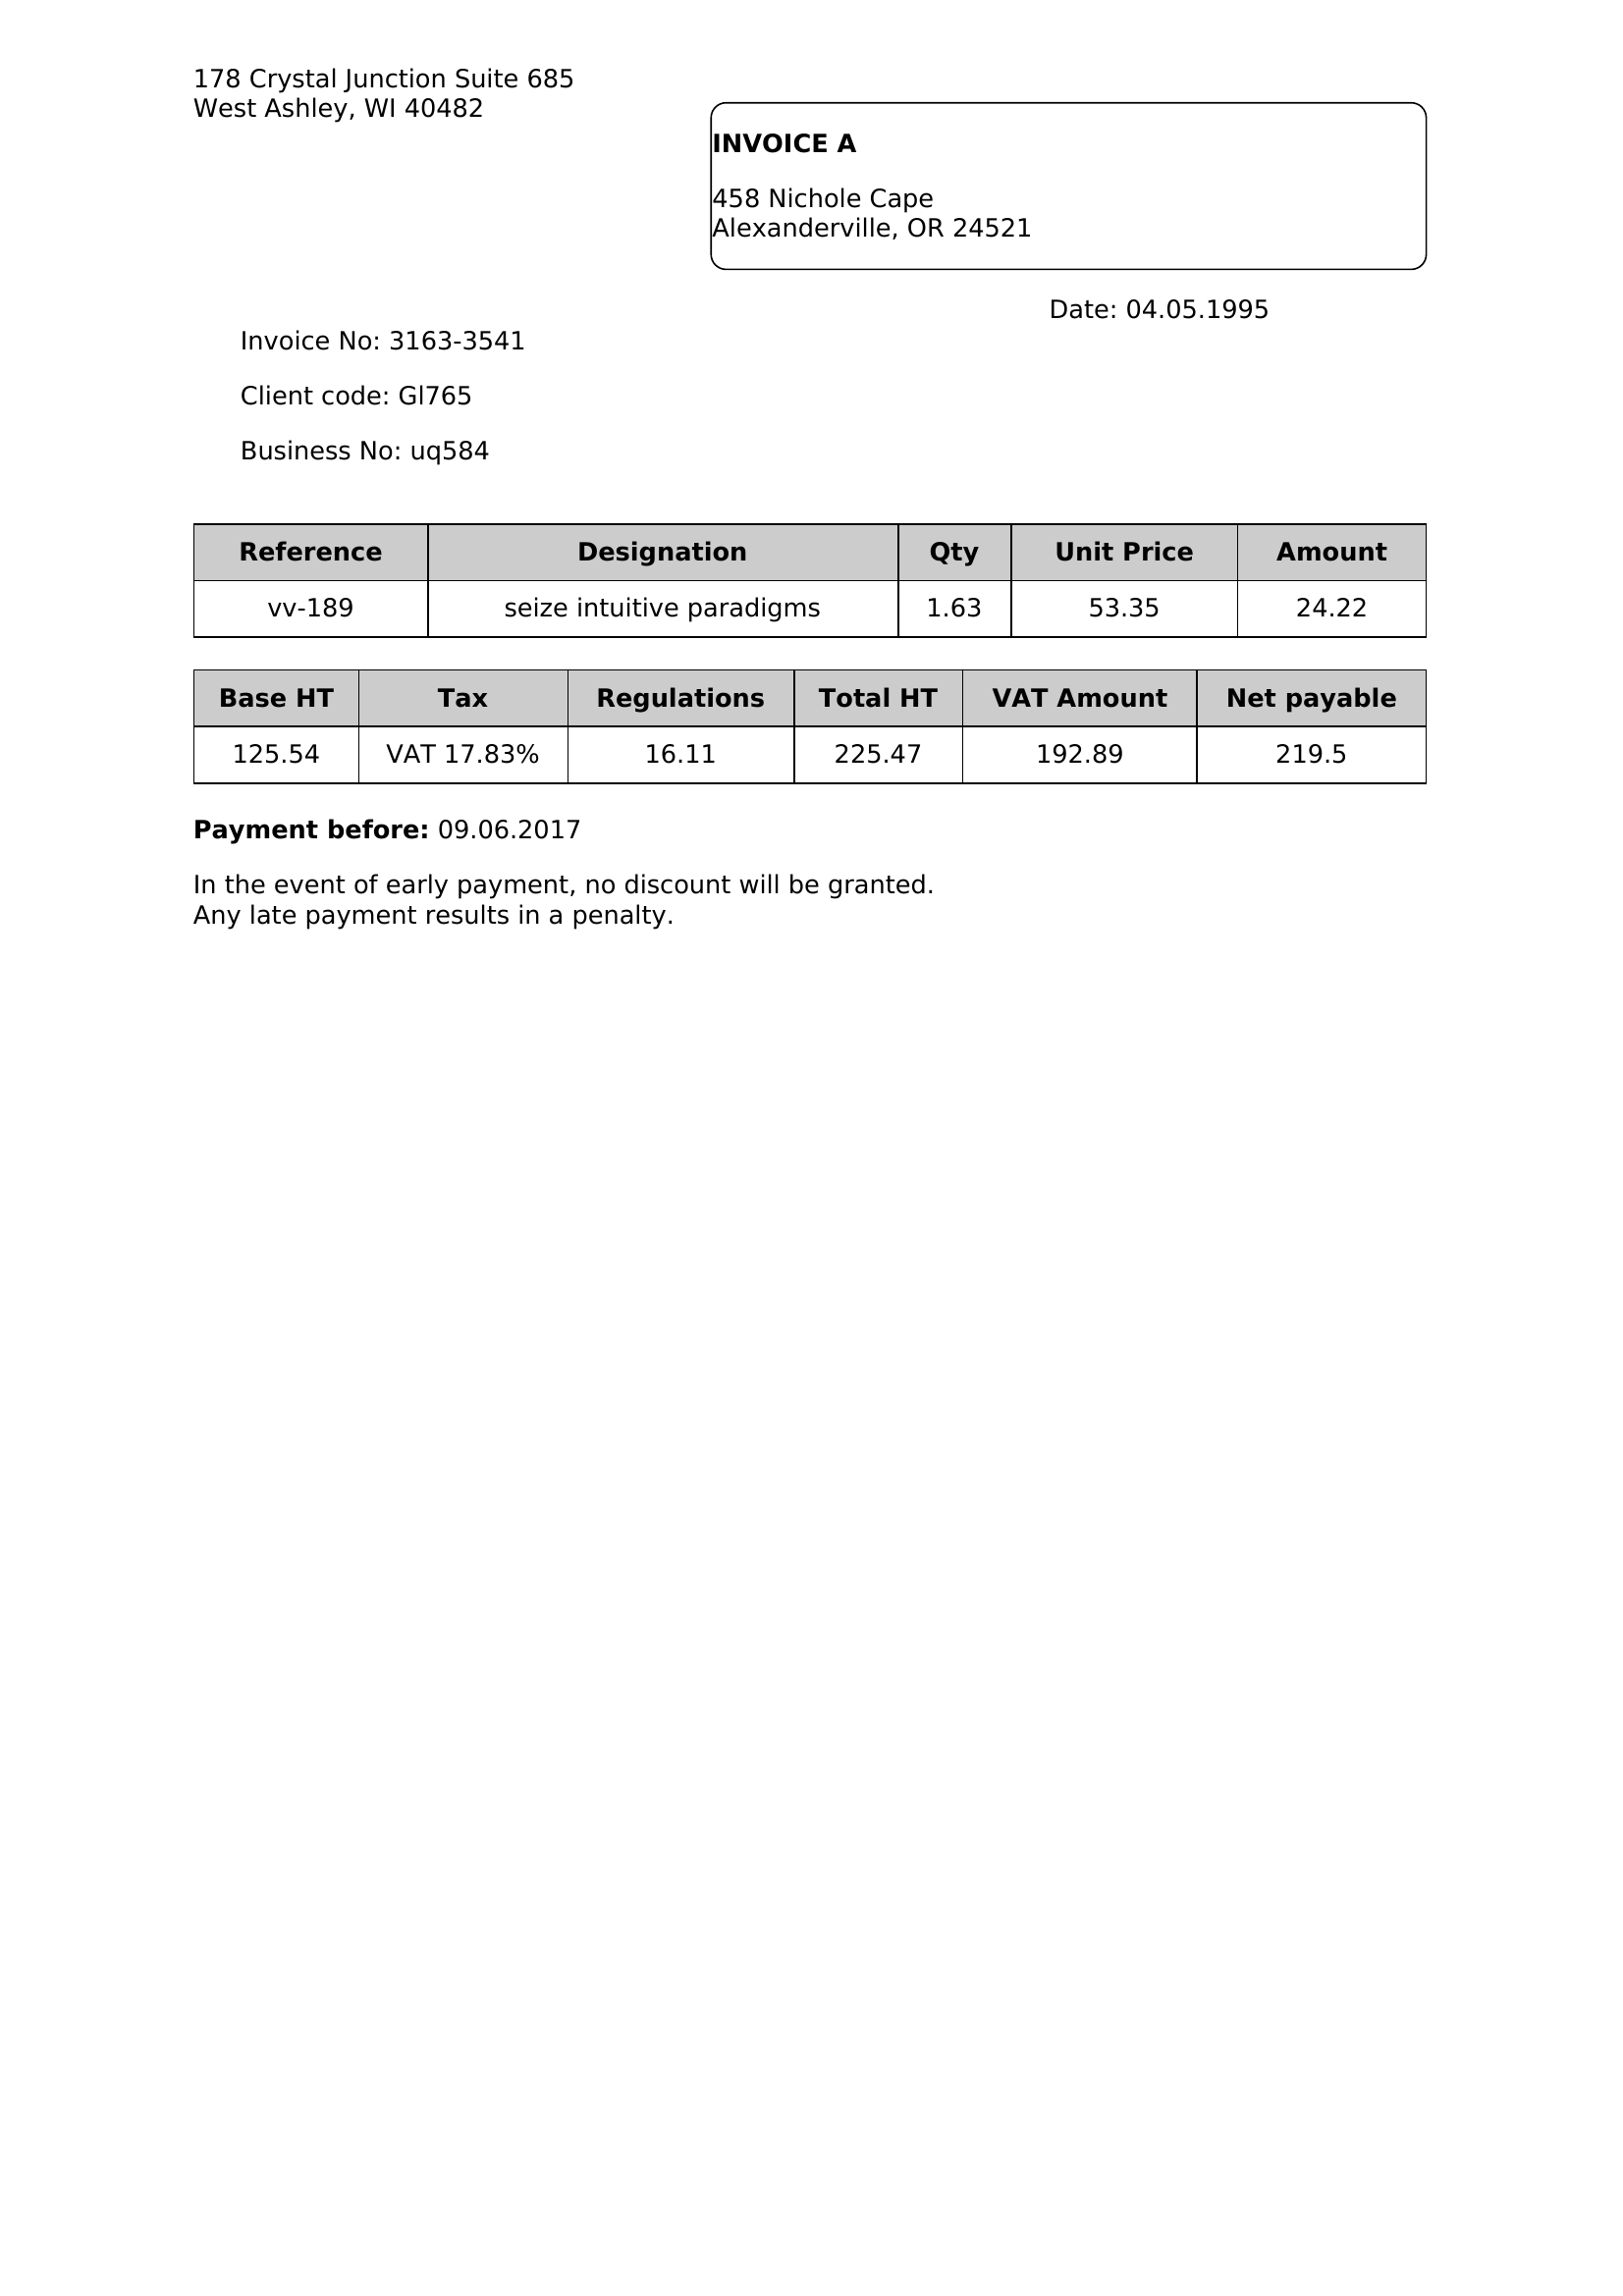 178 Crystal Junction Suite 685
West Ashley, WI 40482
INVOICE A
458 Nichole Cape
Alexanderville, OR 24521
Date: 04.05.1995
Invoice No: 3163-3541
Client code: Gl765
Business No: uq584
Reference Designation Qty Unit Price Amount
vv-189 seize intuitive paradigms 1.63 53.35 24.22
Base HT Tax Regulations Total HT VAT Amount Net payable
125.54 VAT 17.83% 16.11 225.47 192.89 219.5
Payment before: 09.06.2017
In the event of early payment, no discount will be granted.
Any late payment results in a penalty.